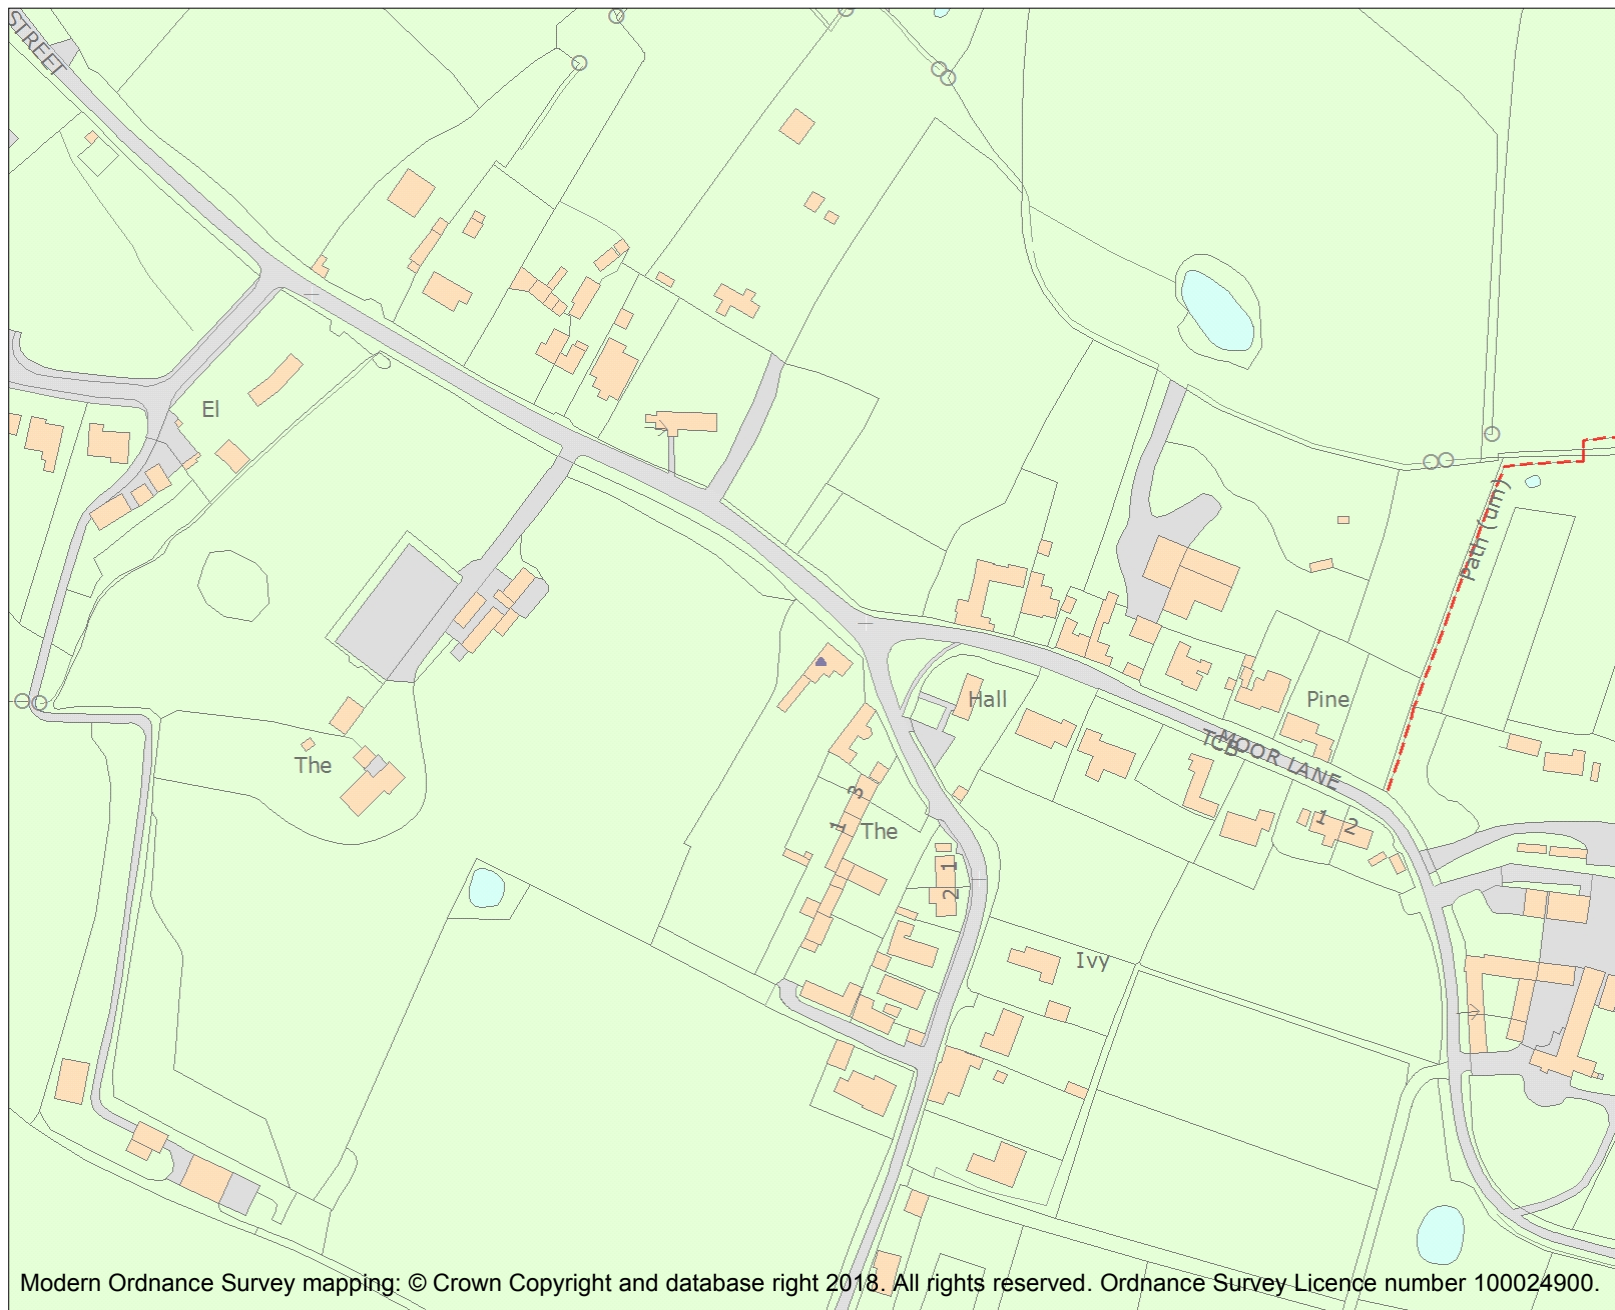 STREET
El
Path (um)
Hall
Pine
TCB
MOOR LANE
The
3
1
The
1 2
1
2
Ivy
Modern Ordnance Survey mapping: © Crown Copyright and database right 2018. All rights reserved. Ordnance Survey Licence number 100024900.